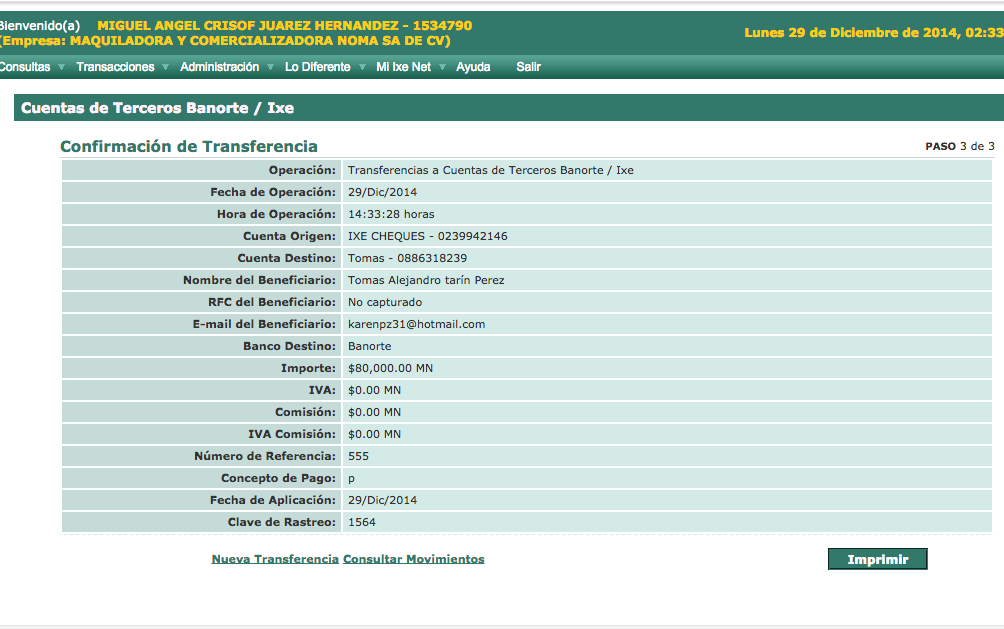 Bienvenido(a) MIGUEL ANGEL CRISOF JUAREZ HERNANDEZ - 1534790
(Empresa: MAQUILADORA Y COMERCIALIZADORA NOMA SA DE CV)
Lunes 29 de Diciembre de 2014, 02:33
Consultas Transacciones Administración Lo Diferente Mi Ixe Net Ayuda Salir
Cuentas de Terceros Banorte / Ixe
Confirmación de Transferencia
PASO 3 de 3
Operación: Transferencias a Cuentas de Terceros Banorte / Ixe
Fecha de Operación: 29/Dic/2014
Hora de Operación: 14:33:28 horas
Cuenta Origen: IXE CHEQUES - 0239942146
Cuenta Destino: Tomas - 0886318239
Nombre del Beneficiario: Tomas Alejandro tarín Perez
RFC del Beneficiario: No capturado
E-mail del Beneficiario: karenpz31@hotmail.com
Banco Destino: Banorte
Importe: $80,000.00 MN
IVA: $0.00 MN
Comisión: $0.00 MN
IVA Comisión: $0.00 MN
Número de Referencia: 555
Concepto de Pago: p
Fecha de Aplicación: 29/Dic/2014
Clave de Rastreo: 1564
Nueva Transferencia Consultar Movimientos
Imprimir